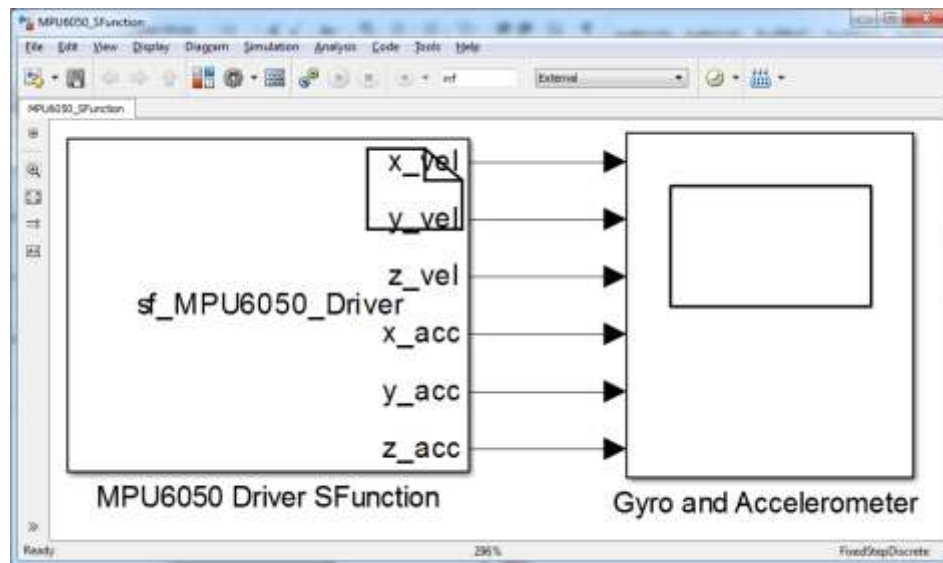 MPU6050_SFunction
File Edit View Display Diagram Simulation Analysis Code Tools Help
inf External
MPU6050_SFunction
x_vel
y_vel
z_vel
sf_MPU6050_Driver
x_acc
y_acc
z_acc
MPU6050 Driver SFunction
Gyro and Accelerometer
Ready 296% FixedStepDiscrete